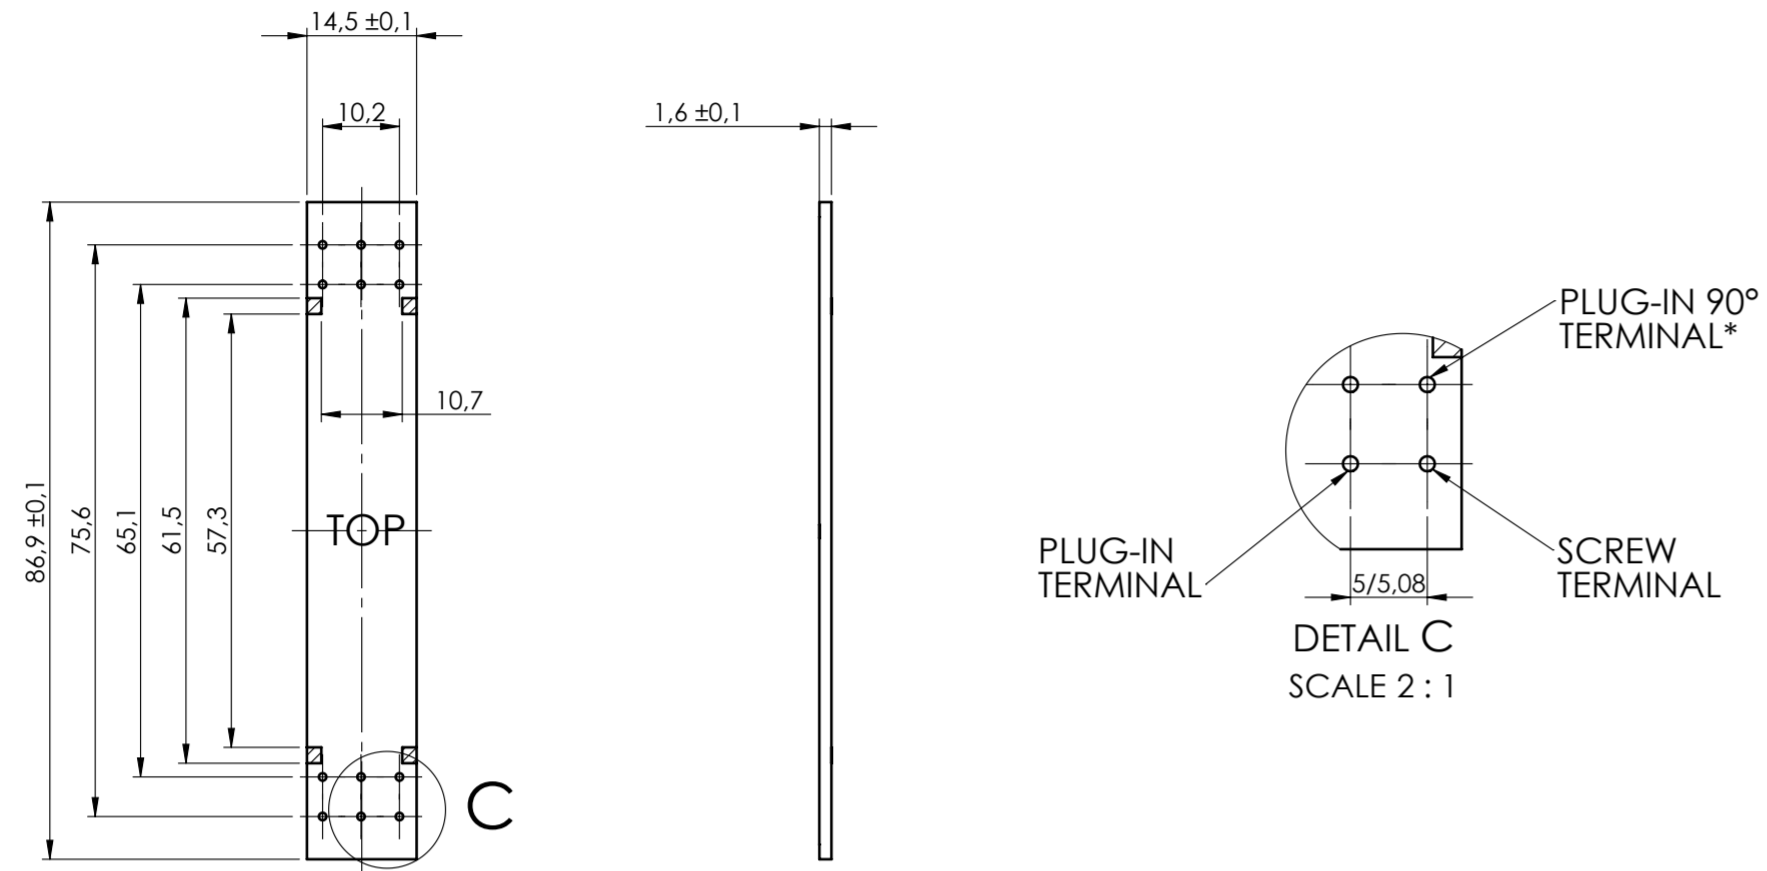 14,5 ±0,1
10,2
1,6 ±0,1
86,9 ±0,1
75,6
65,1
61,5
57,3
10,7
TOP
C
PLUG-IN 90°
TERMINAL*
PLUG-IN
TERMINAL
SCREW
TERMINAL
5/5,08
DETAIL C
SCALE 2 : 1